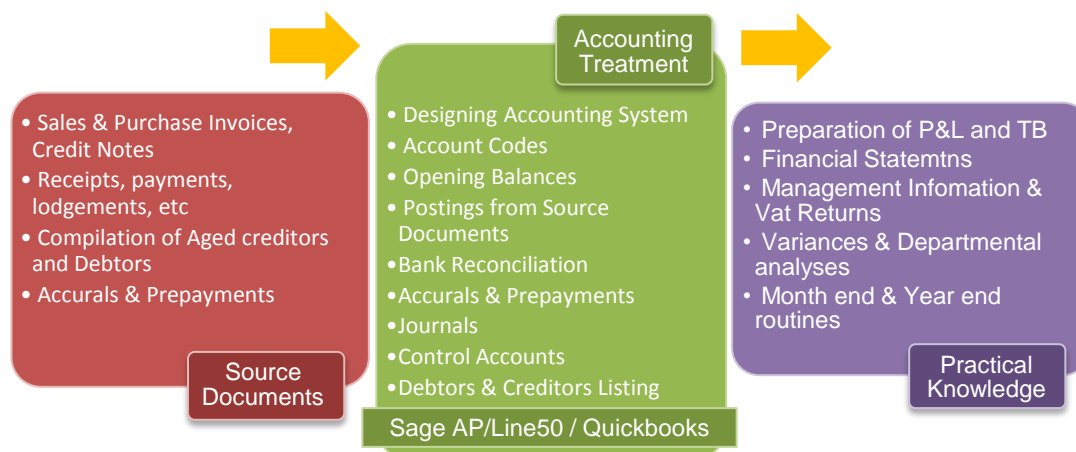 • Sales & Purchase Invoices,
Credit Notes
• Receipts, payments,
lodgements, etc
• Compilation of Aged creditors
and Debtors
• Accurals & Prepayments
Source
Documents
Accounting
Treatment
• Designing Accounting System
• Account Codes
• Opening Balances
• Postings from Source
Documents
•Bank Reconciliation
•Accurals & Prepayments
•Journals
•Control Accounts
•Debtors & Creditors Listing
Sage AP/Line50 / Quickbooks
• Preparation of P&L and TB
• Financial Statemtns
• Management Infomation &
Vat Returns
• Variances & Departmental
analyses
• Month end & Year end
routines
Practical
Knowledge